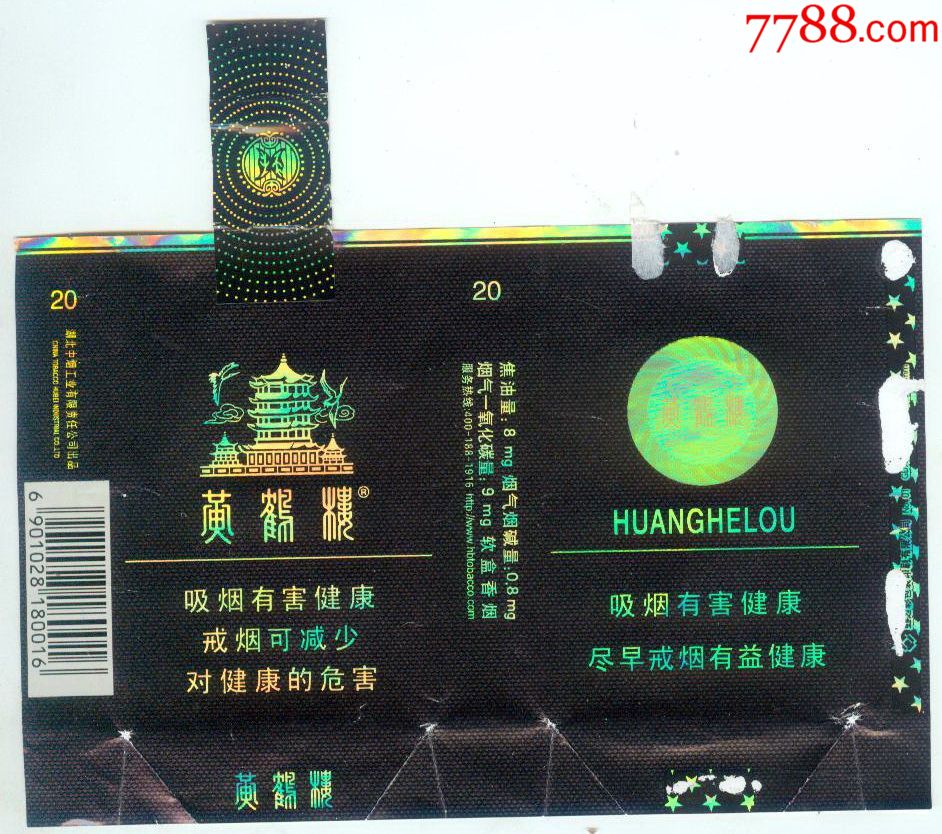 7788.com
20
湖北中烟工业有限责任公司出品
CHINA TOBACCO HUBEI INDUSTRIAL CO.,LTD
6 901028 180016
黄鹤楼®
吸烟有害健康
戒烟可减少
对健康的危害
黄鹤楼
20
焦油量: 8 mg 烟气烟碱量: 0.8 mg
烟气一氧化碳量: 9 mg 软盒香烟
服务热线:400-188-1916 http://www.hbtobacco.com
黄鹤楼
HUANGHELOU
吸烟有害健康
尽早戒烟有益健康